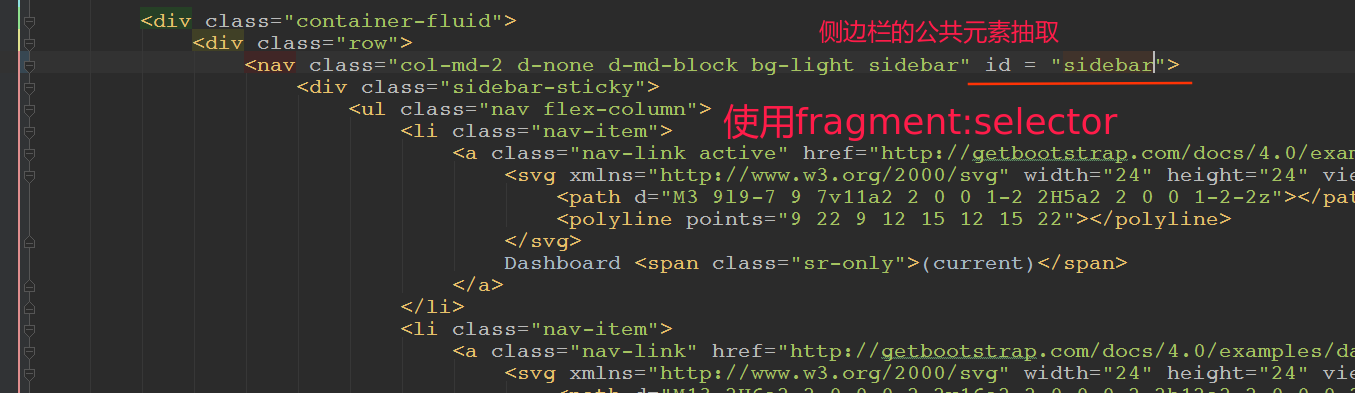 <div class="container-fluid">
侧边栏的公共元素抽取
<div class="row">
<nav class="col-md-2 d-none d-md-block bg-light sidebar" id = "sidebar">
<div class="sidebar-sticky">
<ul class="nav flex-column">
使用fragment:selector
<li class="nav-item">
<a class="nav-link active" href="http://getbootstrap.com/docs/4.0/exam
<svg xmlns="http://www.w3.org/2000/svg" width="24" height="24" vie
<path d="M3 9l9-7 9 7v11a2 2 0 0 1-2 2H5a2 2 0 0 1-2-2z"></pat
<polyline points="9 22 9 12 15 12 15 22"></polyline>
</svg>
Dashboard <span class="sr-only">(current)</span>
</a>
</li>
<li class="nav-item">
<a class="nav-link" href="http://getbootstrap.com/docs/4.0/examples/da
<svg xmlns="http://www.w3.org/2000/svg" width="24" height="24" vie